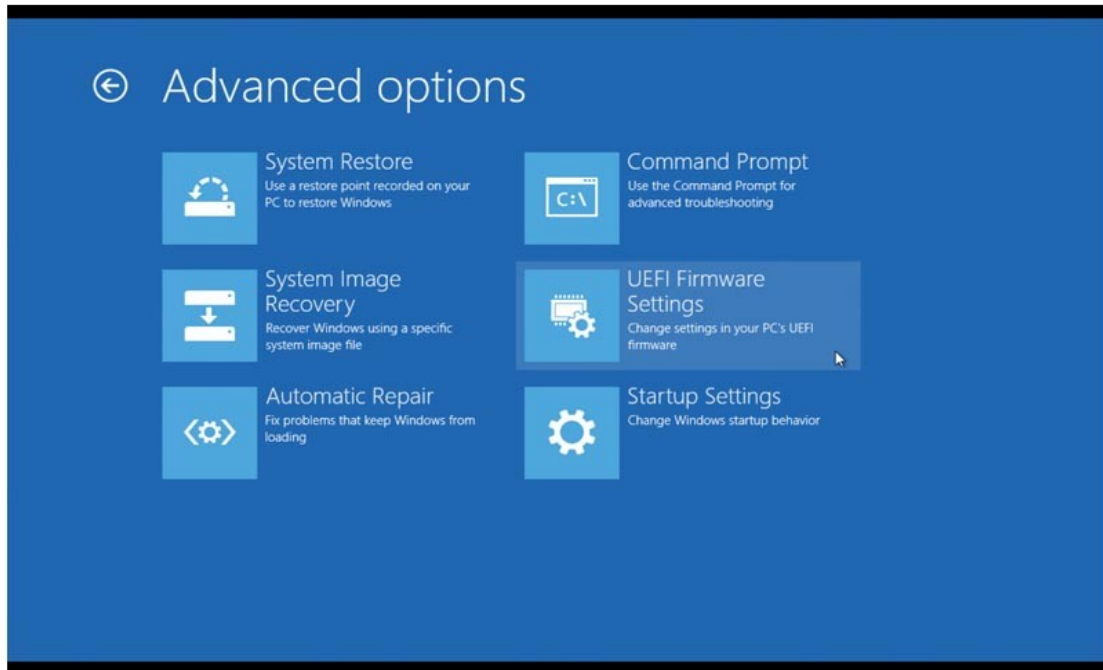 Advanced options
System Restore
Use a restore point recorded on your
PC to restore Windows
Command Prompt
Use the Command Prompt for
advanced troubleshooting
C:\
System Image
Recovery
Recover Windows using a specific
system image file
UEFI Firmware
Settings
Change settings in your PC's UEFI
firmware
Automatic Repair
Fix problems that keep Windows from
loading
Startup Settings
Change Windows startup behavior